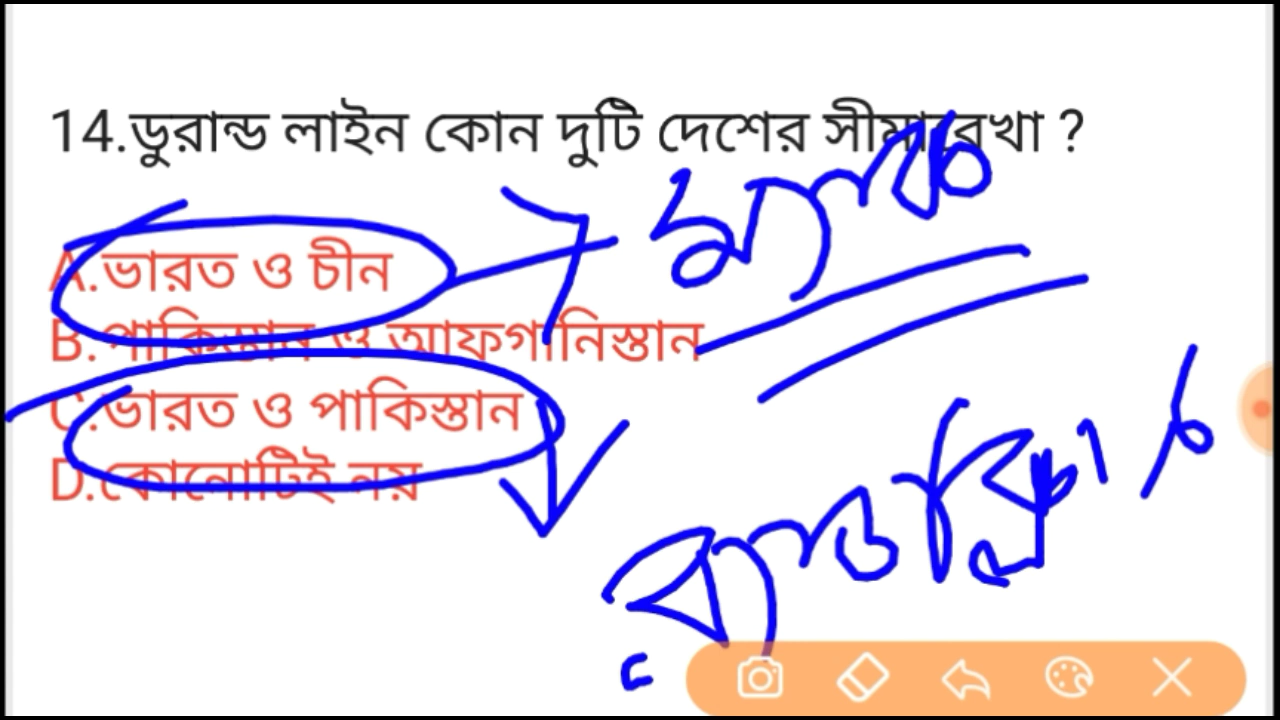 14.ডুরান্ড লাইন কোন দুটি দেশের সীমারেখা ?
A.ভারত ও চীন
ম্যাক
B. পাকিস্তান ও আফগানিস্তান
C.ভারত ও পাকিস্তান
D.কোনোটিই নয়